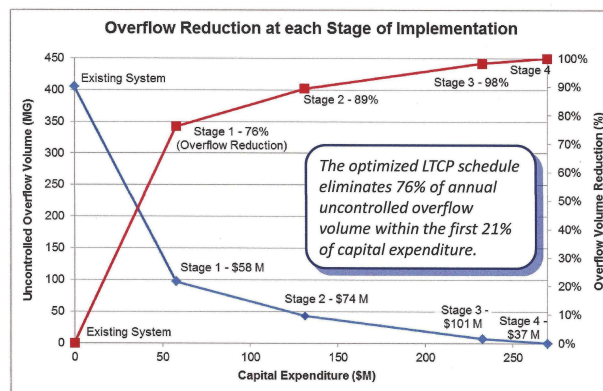 Overflow Reduction at each Stage of Implementation
450
400
350
300
250
200
150
100
50
0
Uncontrolled Overflow Volume (MG)
100%
90%
80%
70%
60%
50%
40%
30%
20%
10%
0%
Overflow Volume Reduction (%)
Existing System
Stage 1 - 76%
(Overflow Reduction)
Stage 2 - 89%
Stage 3 - 98%
Stage 4
The optimized LTCP schedule
eliminates 76% of annual
uncontrolled overflow
volume within the first 21%
of capital expenditure.
Stage 1 - $58 M
Stage 2 - $74 M
Stage 3 -
$101 M
Stage 4 -
$37 M
Existing System
0
50
100
150
200
250
Capital Expenditure ($M)